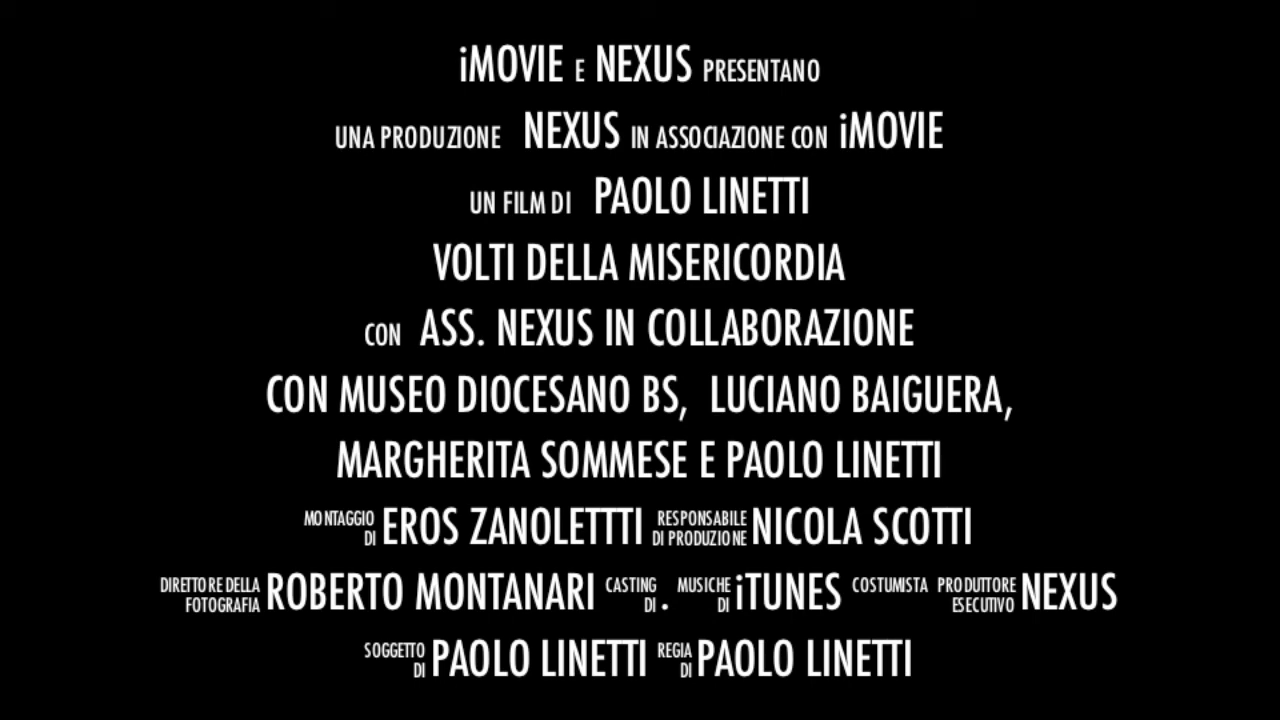 iMOVIE E NEXUS PRESENTANO
UNA PRODUZIONE NEXUS IN ASSOCIAZIONE CON iMOVIE
UN FILM DI PAOLO LINETTI
VOLTI DELLA MISERICORDIA
CON ASS. NEXUS IN COLLABORAZIONE
CON MUSEO DIOCESANO BS, LUCIANO BAIGUERA,
MARGHERITA SOMMESE E PAOLO LINETTI
MONTAGGIO DI EROS ZANOLETTTI RESPONSABILE DI PRODUZIONE NICOLA SCOTTI
DIRETTORE DELLA FOTOGRAFIA ROBERTO MONTANARI CASTING DI . MUSICHE DI iTUNES COSTUMISTA PRODUTTORE ESECUTIVO NEXUS
SOGGETTO DI PAOLO LINETTI REGIA DI PAOLO LINETTI